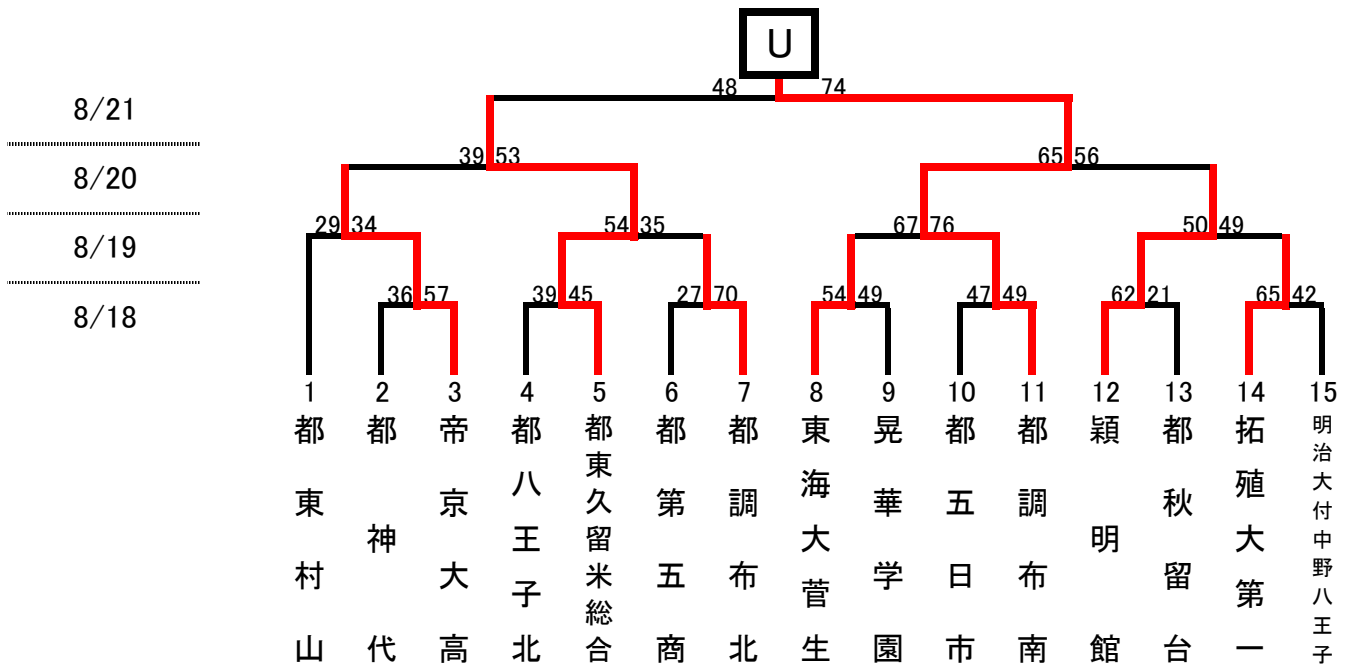 U
48 74
8/21
39 53 65 56
8/20
29 34 54 35 67 76 50 49
8/19
36 57 39 45 27 70 54 49 47 49 62 21 65 42
8/18
1 2 3 4 5 6 7 8 9 10 11 12 13 14 15
都東村山
都神代
帝京大高
都八王子北
都東久留米総合
都第五商
都調布北
東海大菅生
晃華学園
都五日市
都調布南
穎明館
都秋留台
拓殖大第一
明治大付中野八王子